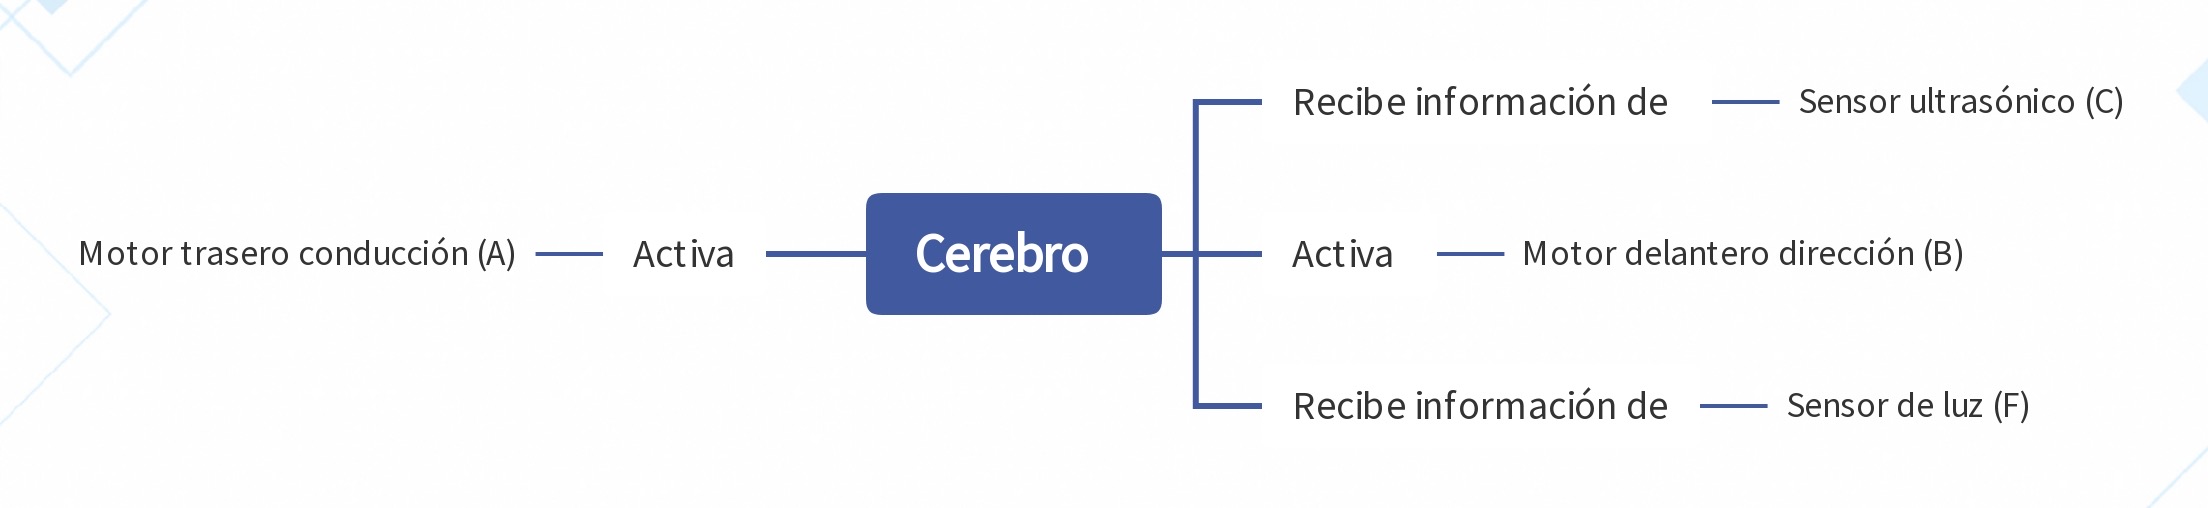 Recibe información de
Sensor ultrasónico (C)
Motor trasero conducción (A)
Activa
Cerebro
Activa
Motor delantero dirección (B)
Recibe información de
Sensor de luz (F)